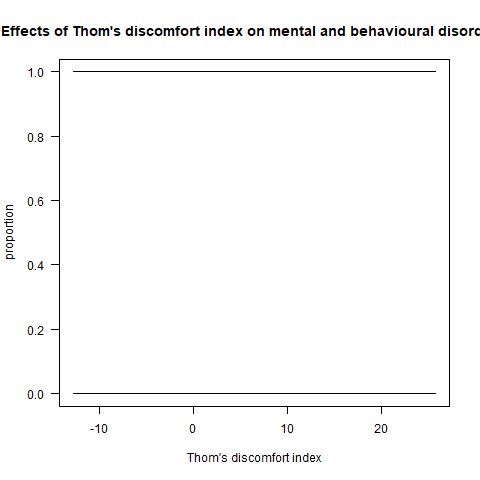 Effects of Thom's discomfort index on mental and behavioural disord
1.0
0.8
0.6
0.4
0.2
0.0
proportion
-10 0 10 20
Thom's discomfort index